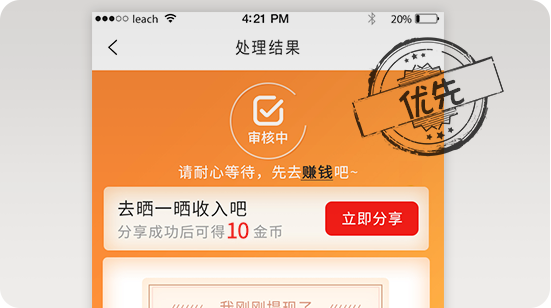 leach 4:21 PM 20%
处理结果
优先
审核中
请耐心等待，先去赚钱吧~
去晒一晒收入吧
分享成功后可得10金币
立即分享
我刚刚提现了